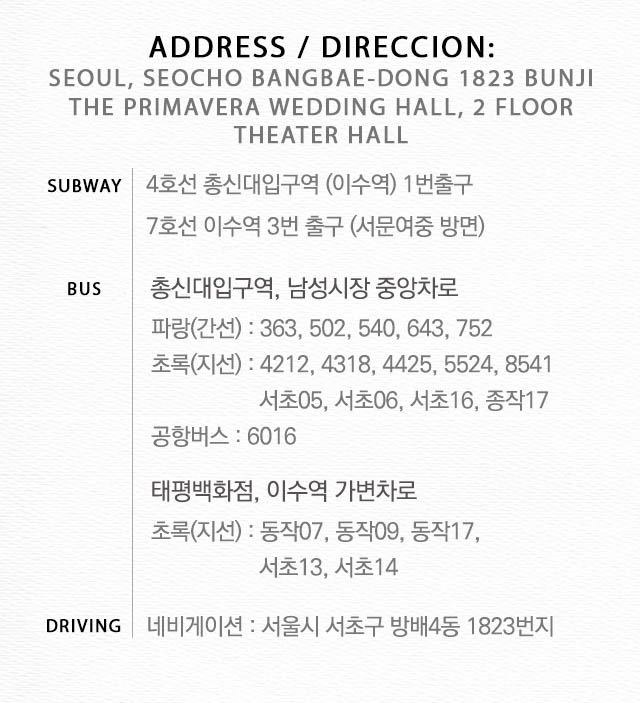 ADDRESS / DIRECCION:
SEOUL, SEOCHO BANGBAE-DONG 1823 BUNJI
THE PRIMAVERA WEDDING HALL, 2 FLOOR
THEATER HALL
SUBWAY 4호선 총신대입구역 (이수역) 1번출구
7호선 이수역 3번 출구 (서문여중 방면)
BUS 총신대입구역, 남성시장 중앙차로
파랑(간선) : 363, 502, 540, 643, 752
초록(지선) : 4212, 4318, 4425, 5524, 8541
서초05, 서초06, 서초16, 종작17
공항버스 : 6016
태평백화점, 이수역 가변차로
초록(지선) : 동작07, 동작09, 동작17,
서초13, 서초14
DRIVING 네비게이션 : 서울시 서초구 방배4동 1823번지